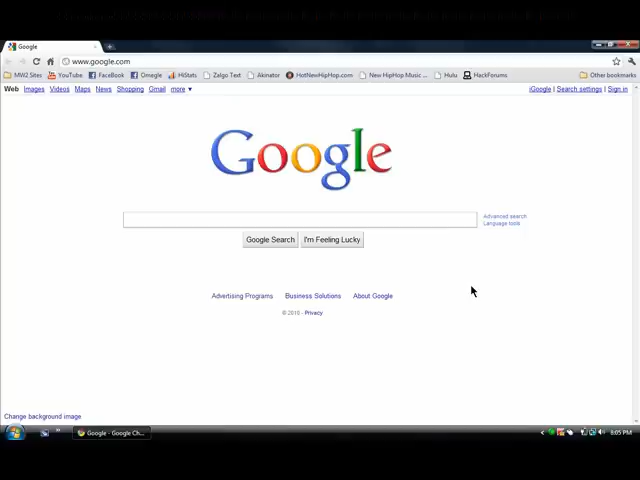 Google
www.google.com
MW2 Sites YouTube FaceBook Omegle HiStats Zalgo Text Akinator HotNewHipHop.com New HipHop Music ... Hulu HackForums Other bookmarks
Web Images Videos Maps News Shopping Gmail more ▼ iGoogle | Search settings | Sign in
Google
Advanced search
Language tools
Google Search I'm Feeling Lucky
Advertising Programs Business Solutions About Google
© 2010 - Privacy
Change background image
Google - Google Ch... 8:05 PM